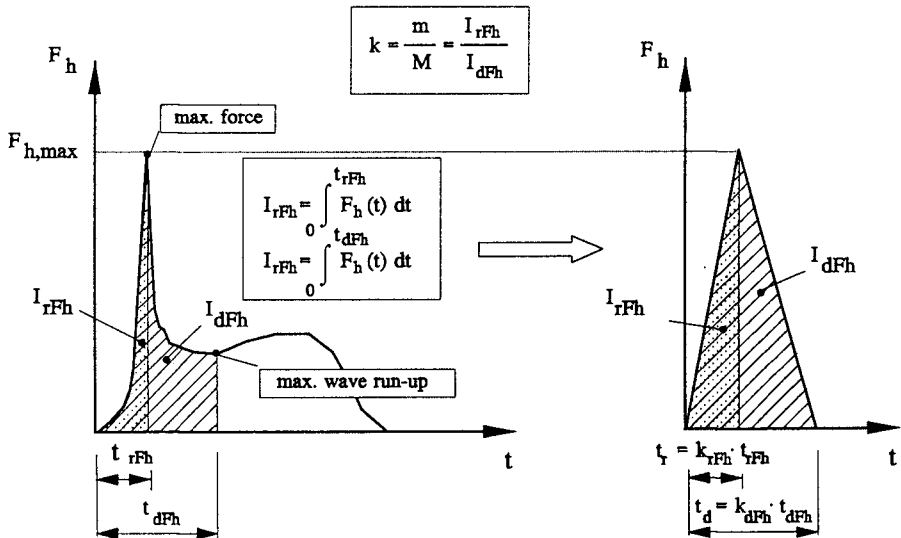 k = m/M = I_rFh/I_dFh
F_h
max. force
F_h,max
I_rFh = ∫_0^t_rFh F_h (t) dt
I_rFh = ∫_0^t_dFh F_h (t) dt
I_rFh
I_dFh
max. wave run-up
t
t_rFh
t_dFh
F_h
I_dFh
I_rFh
t_r = k_rFh · t_rFh
t
t_d = k_dFh · t_dFh